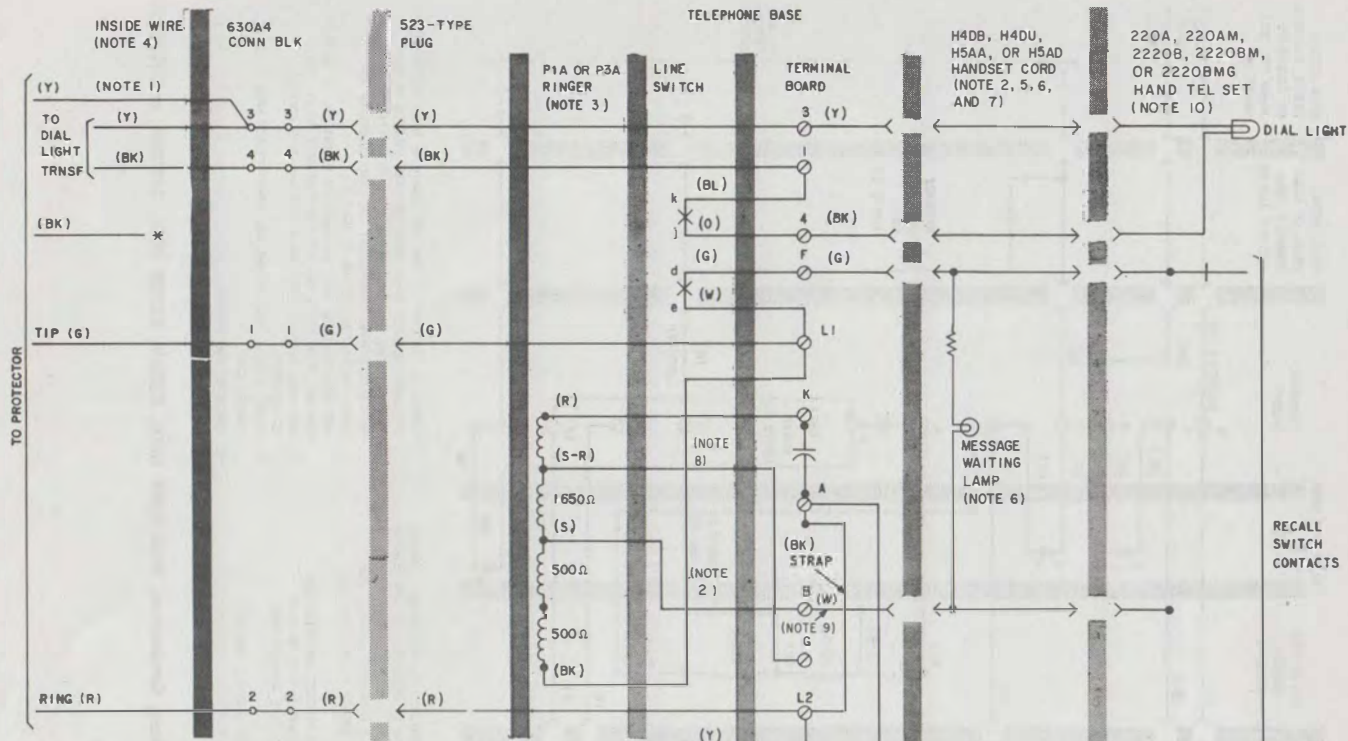 TELEPHONE BASE
INSIDE WIRE
(NOTE 4)
630A4
CONN BLK
523-TYPE
PLUG
P1A OR P3A
RINGER
(NOTE 3)
LINE
SWITCH
TERMINAL
BOARD
H4DB, H4DU,
H5AA, OR H5AD
HANDSET CORD
(NOTE 2, 5, 6,
AND 7)
220A, 220AM,
2220B, 2220BM,
OR 2220BMG
HAND TEL SET
(NOTE 10)
(Y) (NOTE 1)
TO
DIAL
LIGHT
TRNSF
(Y) 3 3 (Y) (Y) 3 (Y)
DIAL LIGHT
(BK) 4 4 (BK) (BK)
(BL)
k
(O)
j
4 (BK)
(BK) *
F
(G) (G)
d
(W)
e
L1
TIP (G) 1 1 (G) (G)
TO PROTECTOR
(R)
K
(NOTE
8)
(S-R)
MESSAGE
WAITING
LAMP
(NOTE 6)
A
1650Ω
(S)
RECALL
SWITCH
CONTACTS
(BK)
STRAP
500Ω
(NOTE
2)
B (W)
(NOTE 9)
G
500Ω
(BK)
RING (R) 2 2 (R) (R) L2
(Y)